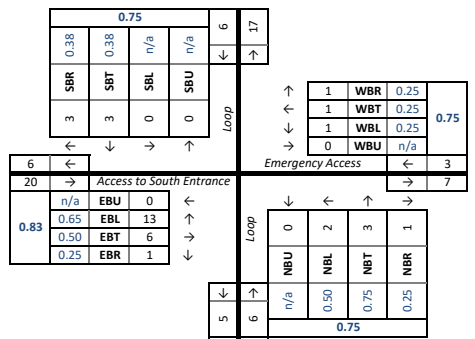 0.75
0.38 0.38 n/a n/a 6 17
SBR SBT SBL SBU ↓ ↑
3 3 0 0 Loop
← ↓ → ↑
↑ 1 WBR 0.25
← 1 WBT 0.25
↓ 1 WBL 0.25
→ 0 WBU n/a
0.75
6 ← Emergency Access ← 3
20 → Access to South Entrance → 7
n/a EBU 0 ←
0.65 EBL 13 ↑
0.50 EBT 6 →
0.25 EBR 1 ↓
0.83
↓ ← ↑ →
Loop 0 2 3 1
NBU NBL NBT NBR
↓ ↑ n/a 0.50 0.75 0.25
5 6 0.75